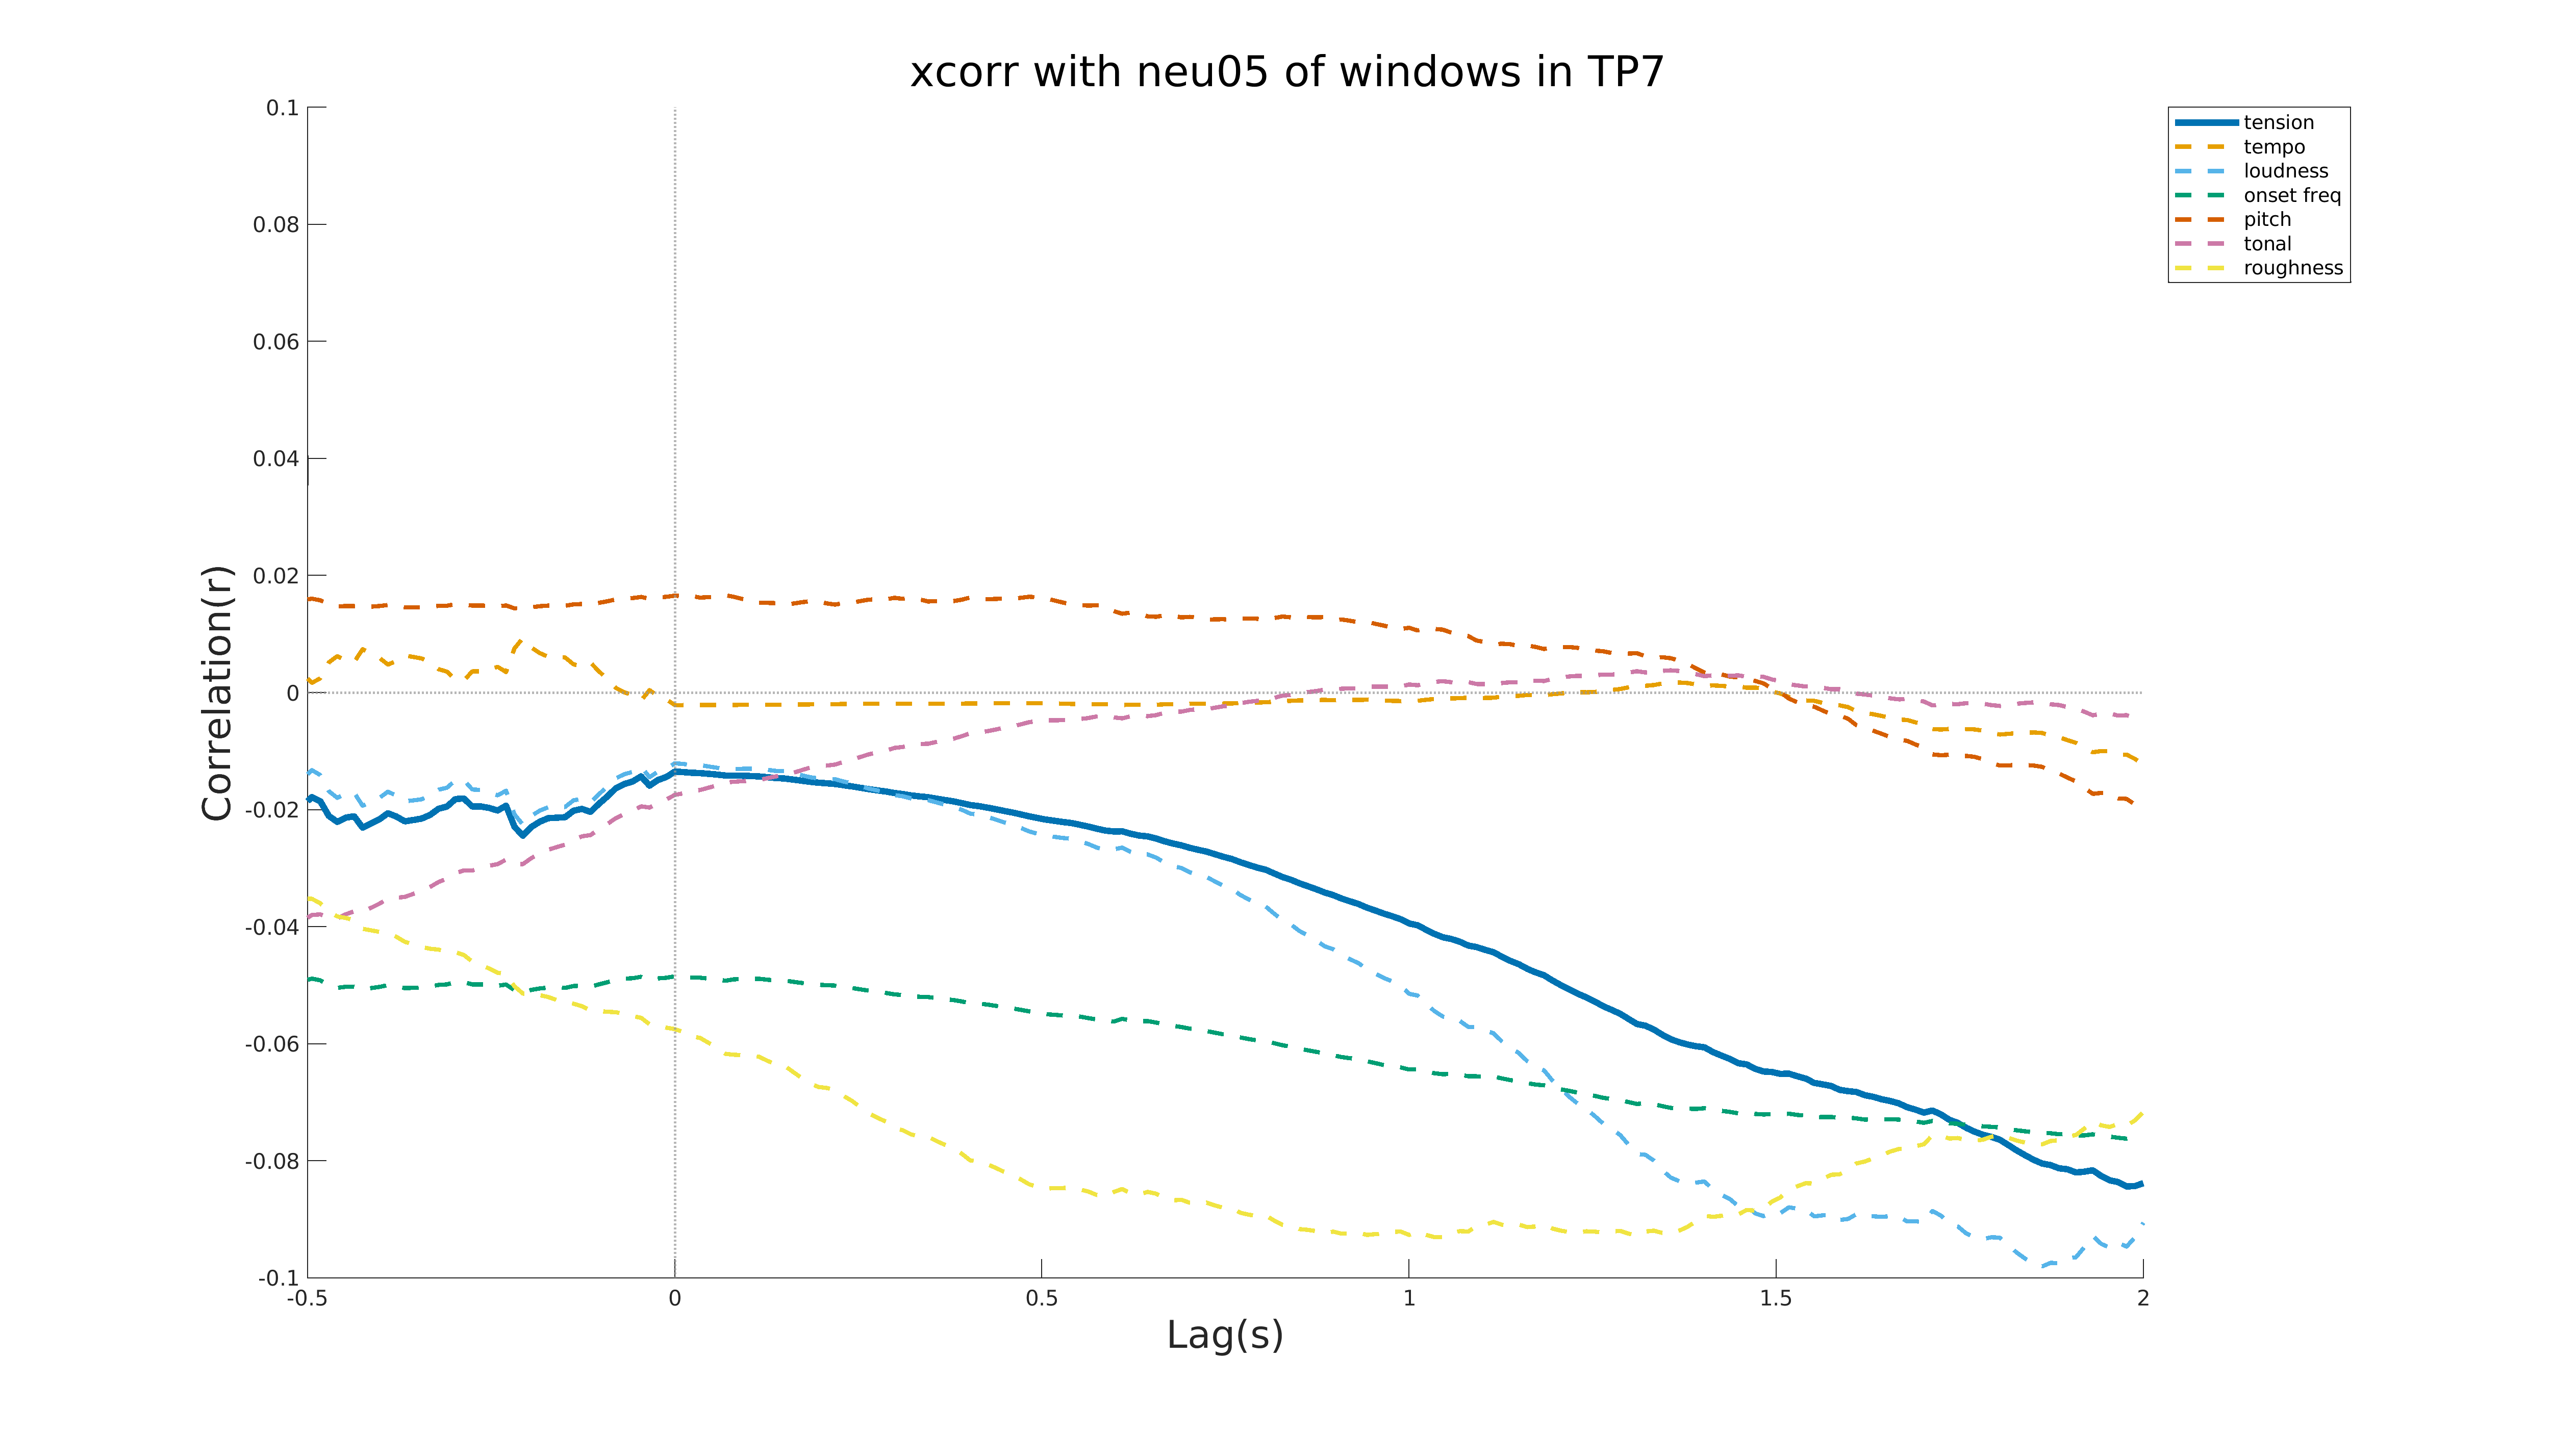 xcorr with neu05 of windows in TP7
0.1
0.08
0.06
0.04
0.02
0
-0.02
-0.04
-0.06
-0.08
-0.1
Correlation(r)
-0.5
0
0.5
1
1.5
2
Lag(s)
tension
tempo
loudness
onset freq
pitch
tonal
roughness